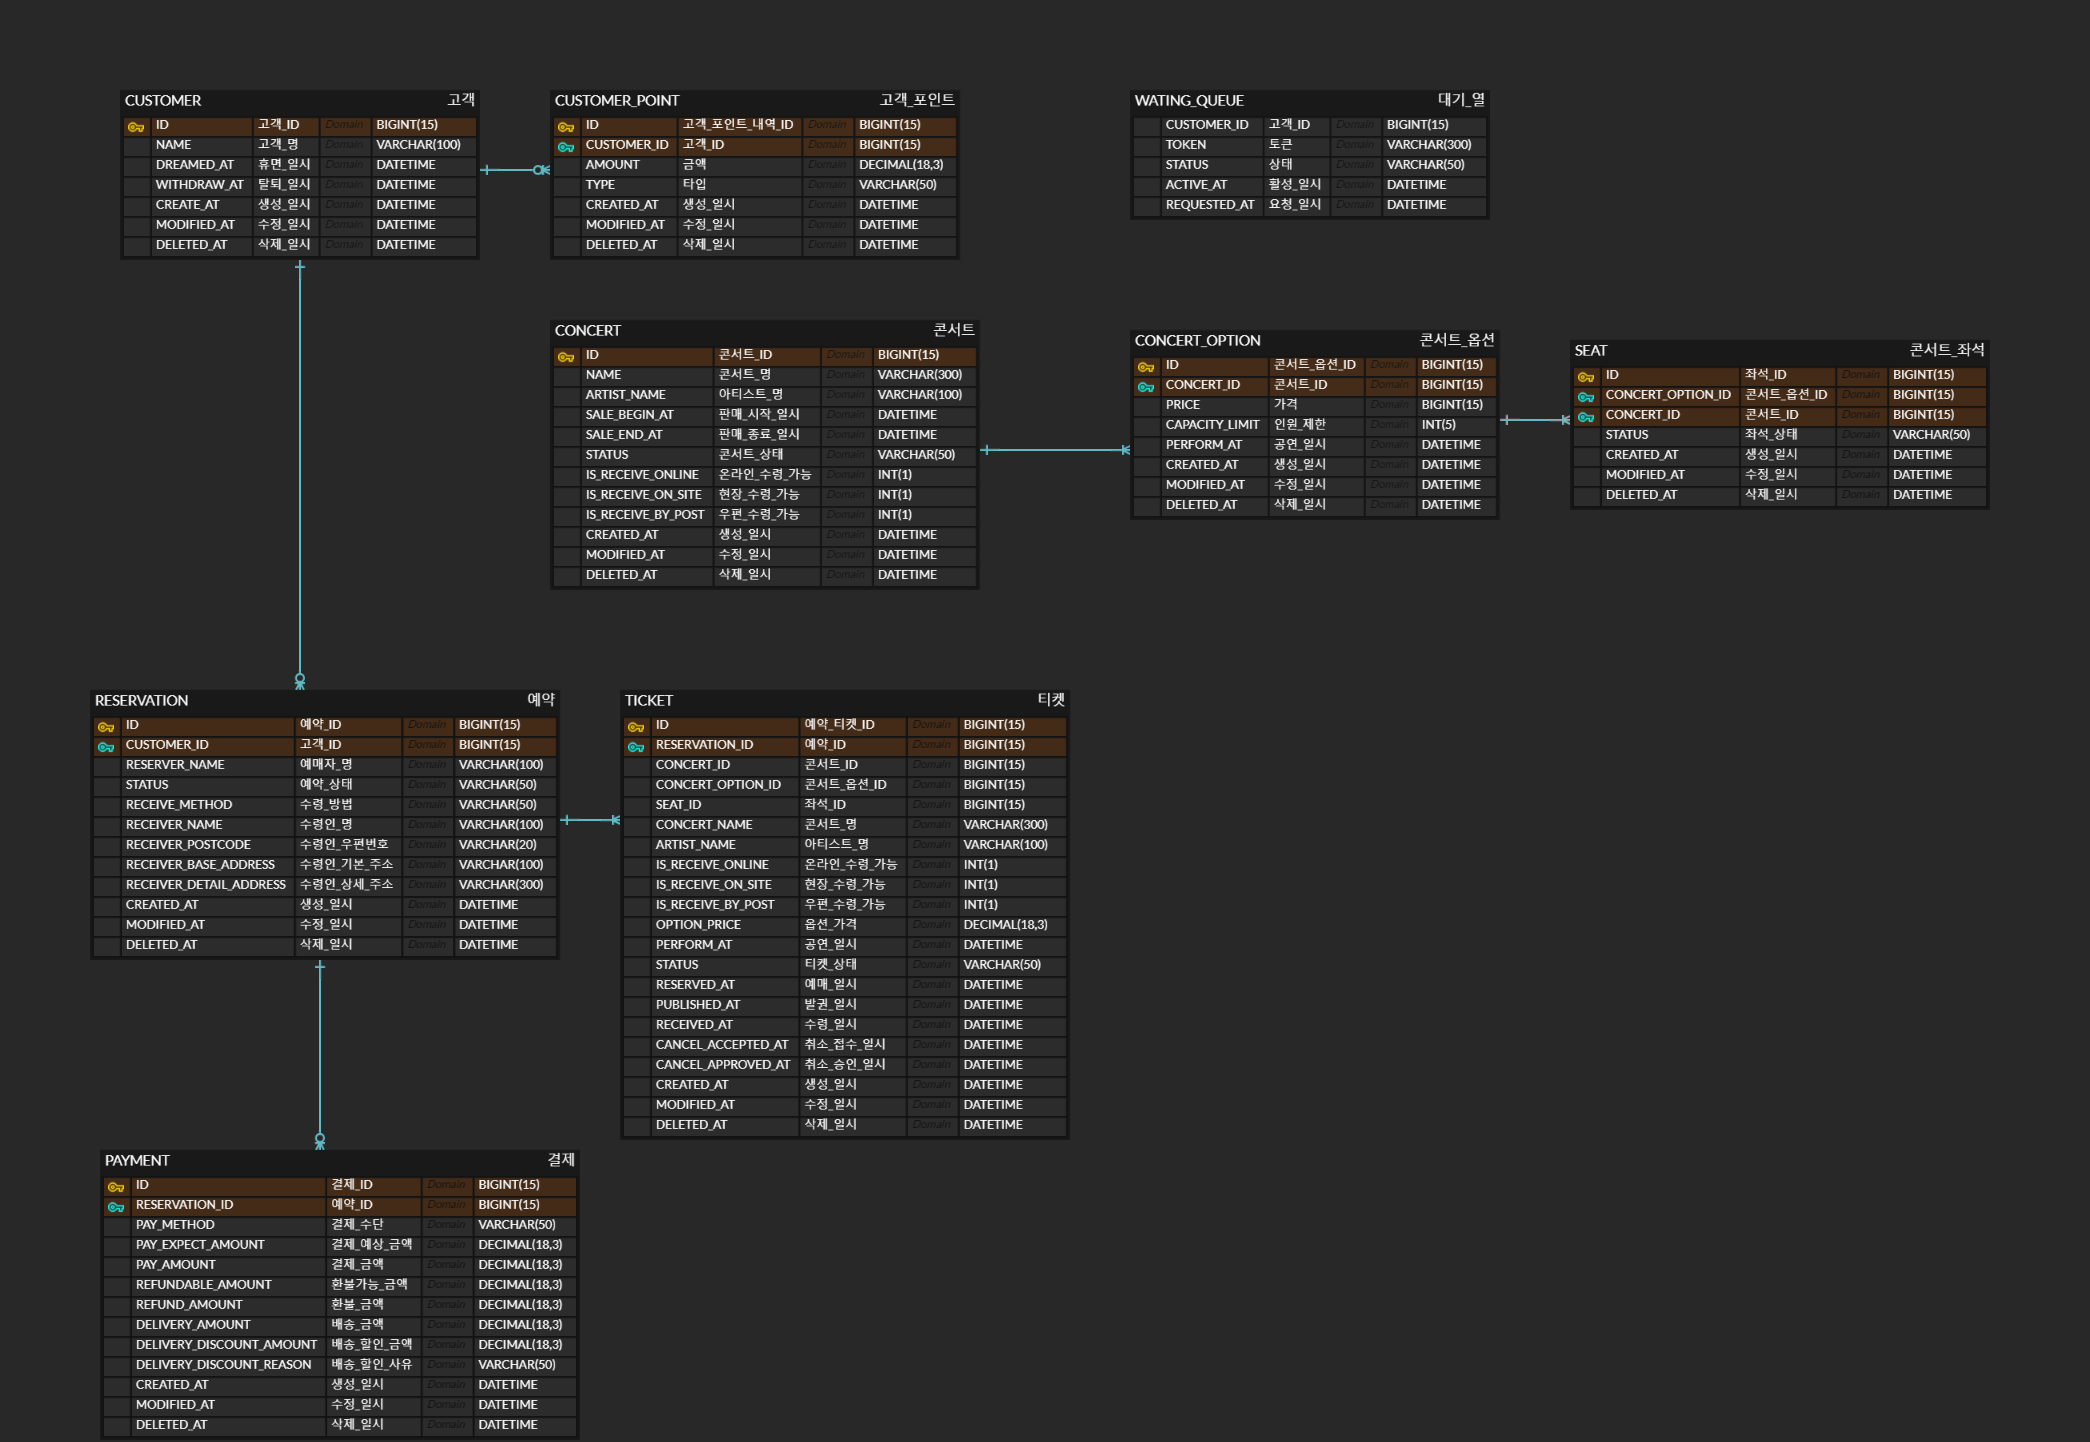 CUSTOMER 고객
ID 고객_ID Domain BIGINT(15)
NAME 고객_명 Domain VARCHAR(100)
DREAMED_AT 휴면_일시 Domain DATETIME
WITHDRAW_AT 탈퇴_일시 Domain DATETIME
CREATE_AT 생성_일시 Domain DATETIME
MODIFIED_AT 수정_일시 Domain DATETIME
DELETED_AT 삭제_일시 Domain DATETIME
CUSTOMER_POINT 고객_포인트
ID 고객_포인트_내역_ID Domain BIGINT(15)
CUSTOMER_ID 고객_ID Domain BIGINT(15)
AMOUNT 금액 Domain DECIMAL(18,3)
TYPE 타입 Domain VARCHAR(50)
CREATED_AT 생성_일시 Domain DATETIME
MODIFIED_AT 수정_일시 Domain DATETIME
DELETED_AT 삭제_일시 Domain DATETIME
WATING_QUEUE 대기_열
CUSTOMER_ID 고객_ID Domain BIGINT(15)
TOKEN 토큰 Domain VARCHAR(300)
STATUS 상태 Domain VARCHAR(50)
ACTIVE_AT 활성_일시 Domain DATETIME
REQUESTED_AT 요청_일시 Domain DATETIME
CONCERT 콘서트
ID 콘서트_ID Domain BIGINT(15)
NAME 콘서트_명 Domain VARCHAR(300)
ARTIST_NAME 아티스트_명 Domain VARCHAR(100)
SALE_BEGIN_AT 판매_시작_일시 Domain DATETIME
SALE_END_AT 판매_종료_일시 Domain DATETIME
STATUS 콘서트_상태 Domain VARCHAR(50)
IS_RECEIVE_ONLINE 온라인_수령_가능 Domain INT(1)
IS_RECEIVE_ON_SITE 현장_수령_가능 Domain INT(1)
IS_RECEIVE_BY_POST 우편_수령_가능 Domain INT(1)
CREATED_AT 생성_일시 Domain DATETIME
MODIFIED_AT 수정_일시 Domain DATETIME
DELETED_AT 삭제_일시 Domain DATETIME
CONCERT_OPTION 콘서트_옵션
ID 콘서트_옵션_ID Domain BIGINT(15)
CONCERT_ID 콘서트_ID Domain BIGINT(15)
PRICE 가격 Domain BIGINT(15)
CAPACITY_LIMIT 인원_제한 Domain INT(5)
PERFORM_AT 공연_일시 Domain DATETIME
CREATED_AT 생성_일시 Domain DATETIME
MODIFIED_AT 수정_일시 Domain DATETIME
DELETED_AT 삭제_일시 Domain DATETIME
SEAT 콘서트_좌석
ID 좌석_ID Domain BIGINT(15)
CONCERT_OPTION_ID 콘서트_옵션_ID Domain BIGINT(15)
CONCERT_ID 콘서트_ID Domain BIGINT(15)
STATUS 좌석_상태 Domain VARCHAR(50)
CREATED_AT 생성_일시 Domain DATETIME
MODIFIED_AT 수정_일시 Domain DATETIME
DELETED_AT 삭제_일시 Domain DATETIME
RESERVATION 예약
ID 예약_ID Domain BIGINT(15)
CUSTOMER_ID 고객_ID Domain BIGINT(15)
RESERVER_NAME 예매자_명 Domain VARCHAR(100)
STATUS 예약_상태 Domain VARCHAR(50)
RECEIVE_METHOD 수령_방법 Domain VARCHAR(50)
RECEIVER_NAME 수령인_명 Domain VARCHAR(100)
RECEIVER_POSTCODE 수령인_우편번호 Domain VARCHAR(20)
RECEIVER_BASE_ADDRESS 수령인_기본_주소 Domain VARCHAR(100)
RECEIVER_DETAIL_ADDRESS 수령인_상세_주소 Domain VARCHAR(300)
CREATED_AT 생성_일시 Domain DATETIME
MODIFIED_AT 수정_일시 Domain DATETIME
DELETED_AT 삭제_일시 Domain DATETIME
TICKET 티켓
ID 예약_티켓_ID Domain BIGINT(15)
RESERVATION_ID 예약_ID Domain BIGINT(15)
CONCERT_ID 콘서트_ID Domain BIGINT(15)
CONCERT_OPTION_ID 콘서트_옵션_ID Domain BIGINT(15)
SEAT_ID 좌석_ID Domain BIGINT(15)
CONCERT_NAME 콘서트_명 Domain VARCHAR(300)
ARTIST_NAME 아티스트_명 Domain VARCHAR(100)
IS_RECEIVE_ONLINE 온라인_수령_가능 Domain INT(1)
IS_RECEIVE_ON_SITE 현장_수령_가능 Domain INT(1)
IS_RECEIVE_BY_POST 우편_수령_가능 Domain INT(1)
OPTION_PRICE 옵션_가격 Domain DECIMAL(18,3)
PERFORM_AT 공연_일시 Domain DATETIME
STATUS 티켓_상태 Domain VARCHAR(50)
RESERVED_AT 예매_일시 Domain DATETIME
PUBLISHED_AT 발권_일시 Domain DATETIME
RECEIVED_AT 수령_일시 Domain DATETIME
CANCEL_ACCEPTED_AT 취소_접수_일시 Domain DATETIME
CANCEL_APPROVED_AT 취소_승인_일시 Domain DATETIME
CREATED_AT 생성_일시 Domain DATETIME
MODIFIED_AT 수정_일시 Domain DATETIME
DELETED_AT 삭제_일시 Domain DATETIME
PAYMENT 결제
ID 결제_ID Domain BIGINT(15)
RESERVATION_ID 예약_ID Domain BIGINT(15)
PAY_METHOD 결제_수단 Domain VARCHAR(50)
PAY_EXPECT_AMOUNT 결제_예상_금액 Domain DECIMAL(18,3)
PAY_AMOUNT 결제_금액 Domain DECIMAL(18,3)
REFUNDABLE_AMOUNT 환불가능_금액 Domain DECIMAL(18,3)
REFUND_AMOUNT 환불_금액 Domain DECIMAL(18,3)
DELIVERY_AMOUNT 배송_금액 Domain DECIMAL(18,3)
DELIVERY_DISCOUNT_AMOUNT 배송_할인_금액 Domain DECIMAL(18,3)
DELIVERY_DISCOUNT_REASON 배송_할인_사유 Domain VARCHAR(50)
CREATED_AT 생성_일시 Domain DATETIME
MODIFIED_AT 수정_일시 Domain DATETIME
DELETED_AT 삭제_일시 Domain DATETIME